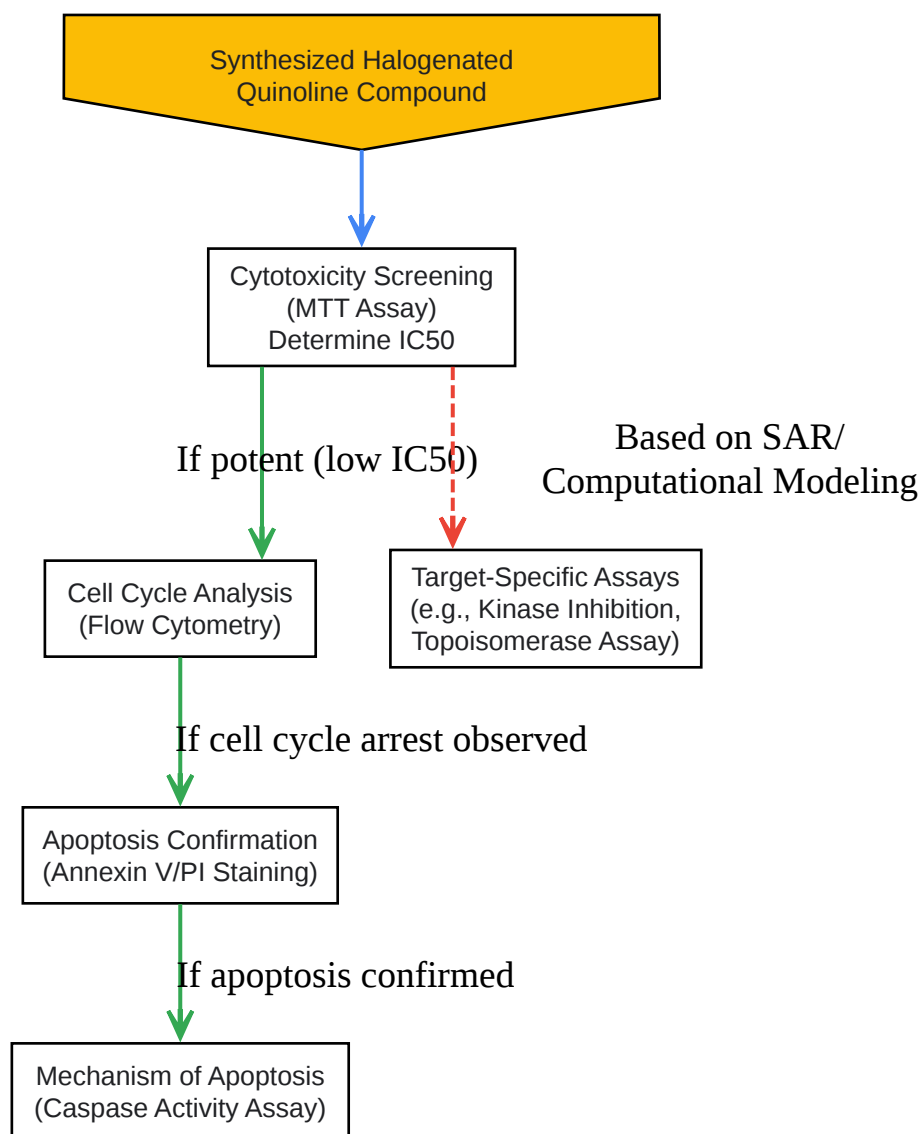 Synthesized Halogenated
Quinoline Compound
Cytotoxicity Screening
(MTT Assay)
Determine IC50
If potent (low IC50)
Based on SAR/
Computational Modeling
Cell Cycle Analysis
(Flow Cytometry)
Target-Specific Assays
(e.g., Kinase Inhibition,
Topoisomerase Assay)
If cell cycle arrest observed
Apoptosis Confirmation
(Annexin V/PI Staining)
If apoptosis confirmed
Mechanism of Apoptosis
(Caspase Activity Assay)